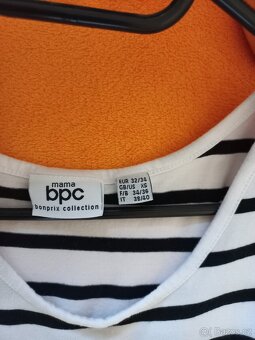 mama
bpc
bonprix collection
EUR 32/34
GB/US XS
F/B 34/36
IT 38/40